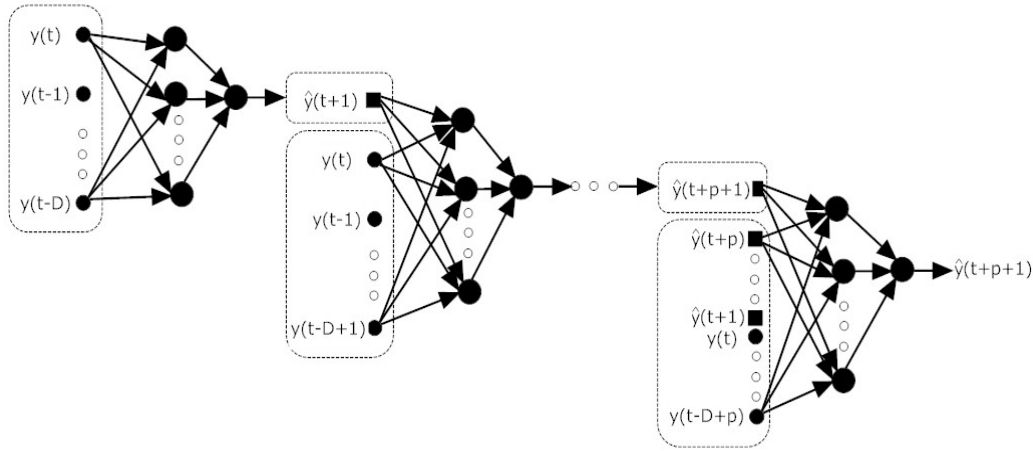 y(t)
y(t-1)
y(t-D)
ŷ(t+1)
y(t)
y(t-1)
y(t-D+1)
ŷ(t+p+1)
ŷ(t+p)
ŷ(t+1)
y(t)
y(t-D+p)
ŷ(t+p+1)